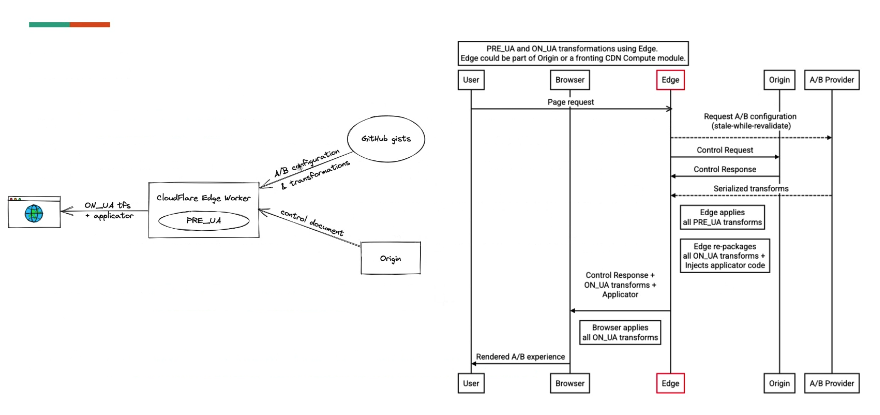 GitHub gists
A/B configuration
& transformations
CloudFlare Edge Worker
PRE_UA
ON_UA tfs
+ applicator
control document
Origin
PRE_UA and ON_UA transformations using Edge.
Edge could be part of Origin or a fronting CDN Compute module.
User
Browser
Edge
Origin
A/B Provider
Page request
Request A/B configuration
(stale-while-revalidate)
Control Request
Control Response
Serialized transforms
Edge applies
all PRE_UA transforms
Edge re-packages
all ON_UA transforms +
Injects applicator code
Control Response +
ON_UA transforms +
Applicator
Browser applies
all ON_UA transforms
Rendered A/B experience
User
Browser
Edge
Origin
A/B Provider